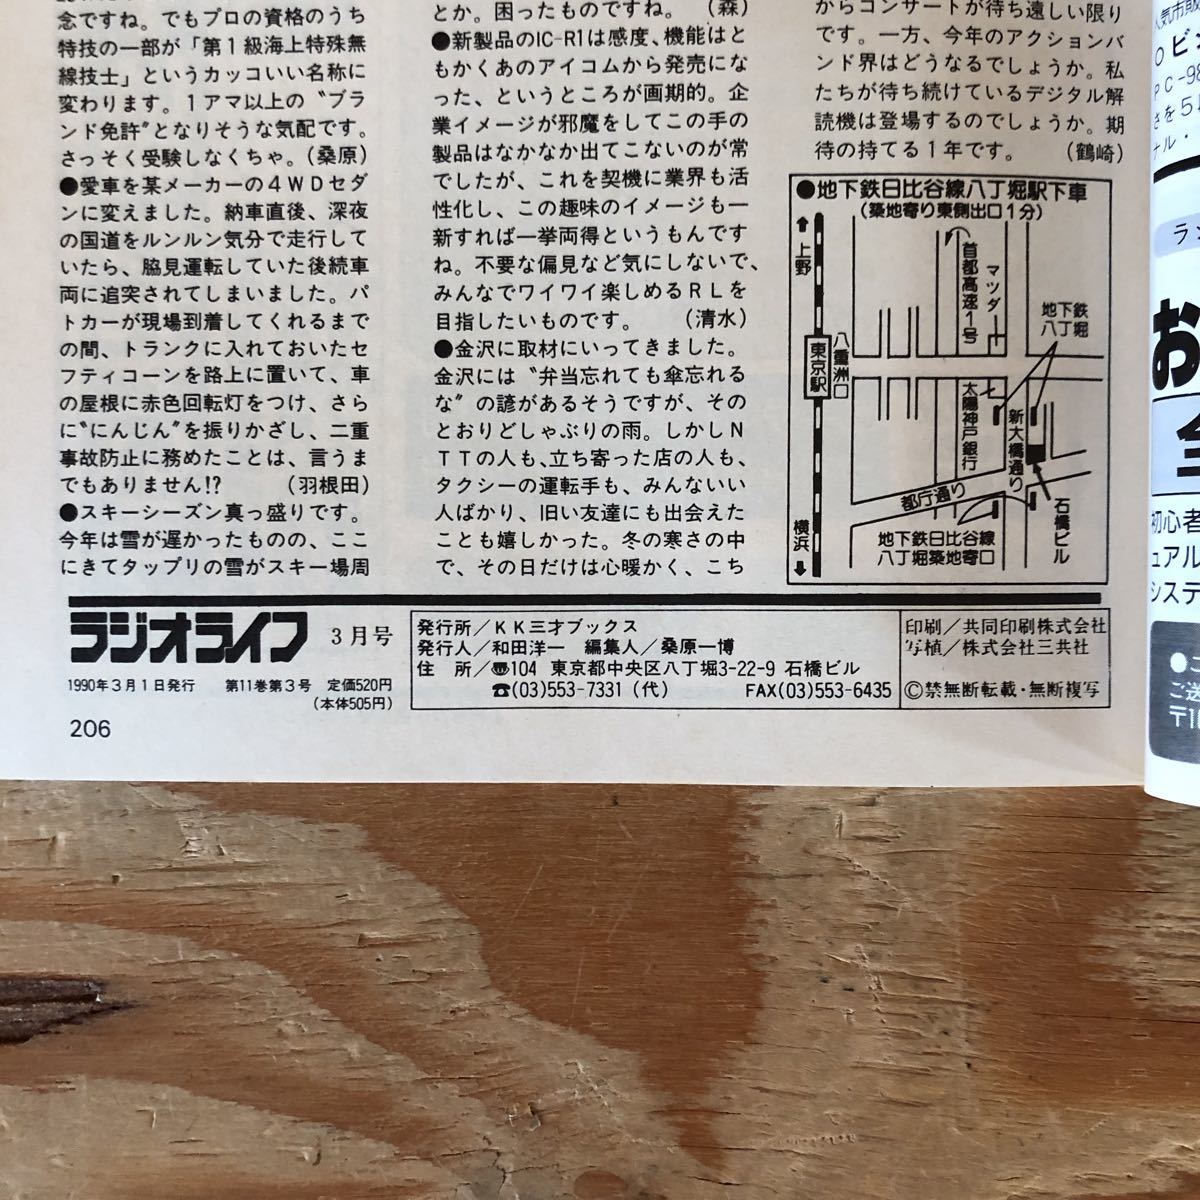 念ですね。でもプロの資格のうち
特技の一部が「第1級海上特殊無
線技士」というカッコいい名称に
変わります。1アマ以上の〝ブラ
ンド免許〟となりそうな気配です。
さっそく受験しなくちゃ。(桑原)
●愛車を某メーカーの4WDセダ
ンに変えました。納車直後、深夜
の国道をルンルン気分で走行して
いたら、脇見運転していた後続車
両に追突されてしまいました。パ
トカーが現場到着してくれるまで
の間、トランクに入れておいたセ
フティコーンを路上に置いて、車
の屋根に赤色回転灯をつけ、さら
に〝にんじん〟を振りかざし、二重
事故防止に務めたことは、言うま
でもありません!? (羽根田)
●スキーシーズン真っ盛りです。
今年は雪が遅かったものの、ここ
にきてタップリの雪がスキー場周
とか。困ったものですね。(森)
●新製品のIC-R1は感度、機能はと
もかくあのアイコムから発売にな
った、というところが画期的。企
業イメージが邪魔をしてこの手の
製品はなかなか出てこないのが常
でしたが、これを契機に業界も活
性化し、この趣味のイメージも一
新すれば一挙両得というもんです
ね。不要な偏見など気にしないで、
みんなでワイワイ楽しめるRLを
目指したいものです。 (清水)
●金沢に取材にいってきました。
金沢には〝弁当忘れても傘忘れる
な〟の諺があるそうですが、その
とおりどしゃぶりの雨。しかしN
TTの人も、立ち寄った店の人も、
タクシーの運転手も、みんないい
人ばかり、旧い友達にも出会えた
ことも嬉しかった。冬の寒さの中
で、その日だけは心暖かく、こち
からコンサートが待ち遠しい限り
です。一方、今年のアクションバ
ンド界はどうなるでしょうか。私
たちが待ち続けているデジタル解
読機は登場するのでしょうか。期
待の持てる1年です。 (鶴崎)
●地下鉄日比谷線八丁堀駅下車
(築地寄り東側出口1分)
上野
首都高速1号
マツダ
地下鉄
八丁堀
八重洲口
東京駅
太陽神戸銀行
新大橋通り
都庁通り
石橋ビル
横浜
地下鉄日比谷線
八丁堀駅築地寄口
ラジオライフ 3月号
1990年3月1日発行 第11巻第3号 定価520円
(本体505円)
発行所/KK三才ブックス
発行人/和田洋一 編集人/桑原一博
住 所/〠104 東京都中央区八丁堀3-22-9 石橋ビル
☎(03)553-7331(代) FAX(03)553-6435
印刷/共同印刷株式会社
写植/株式会社三共社
©禁無断転載・無断複写
206
PC-98
初心者
ュアル
システ